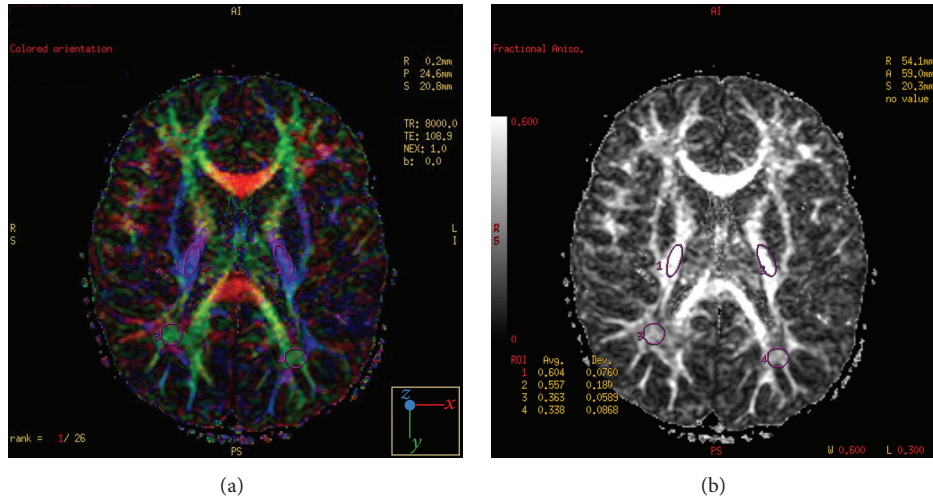 AI
Colored orientation
R 0.2mm
P 24.6mm
S 20.8mm
TR: 8000.0
TE: 108.9
NEX: 1.0
b: 0.0
R
S
L
I
1
rank = 1/ 26
PS
z
x
y
(a)
AI
Fractional Aniso.
R 54.1mm
A 59.0mm
S 20.3mm
no value
0.600
R
S
L
I
1
3
2
4
0
ROI Avg. Dev.
1 0.604 0.0760
2 0.557 0.180
3 0.363 0.0589
4 0.338 0.0868
PS
W 0.600 L 0.300
(b)